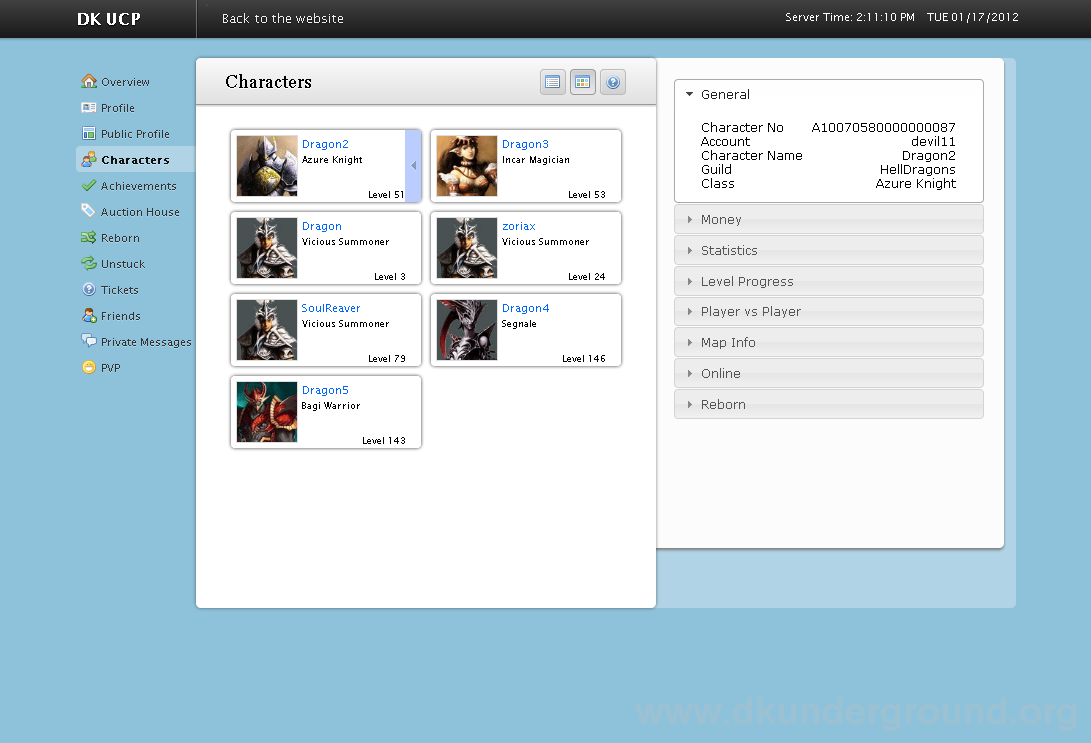 DK UCP
Back to the website
Server Time: 2:11:10 PM TUE 01/17/2012
Overview
Profile
Public Profile
Characters
Achievements
Auction House
Reborn
Unstuck
Tickets
Friends
Private Messages
PVP
Characters
Dragon2
Azure Knight
Level 51
Dragon3
Incar Magician
Level 53
Dragon
Vicious Summoner
Level 3
zoriax
Vicious Summoner
Level 24
SoulReaver
Vicious Summoner
Level 79
Dragon4
Segnale
Level 146
Dragon5
Bagi Warrior
Level 143
General
Character No A10070580000000087
Account devil11
Character Name Dragon2
Guild HellDragons
Class Azure Knight
Money
Statistics
Level Progress
Player vs Player
Map Info
Online
Reborn
www.dkunderground.org